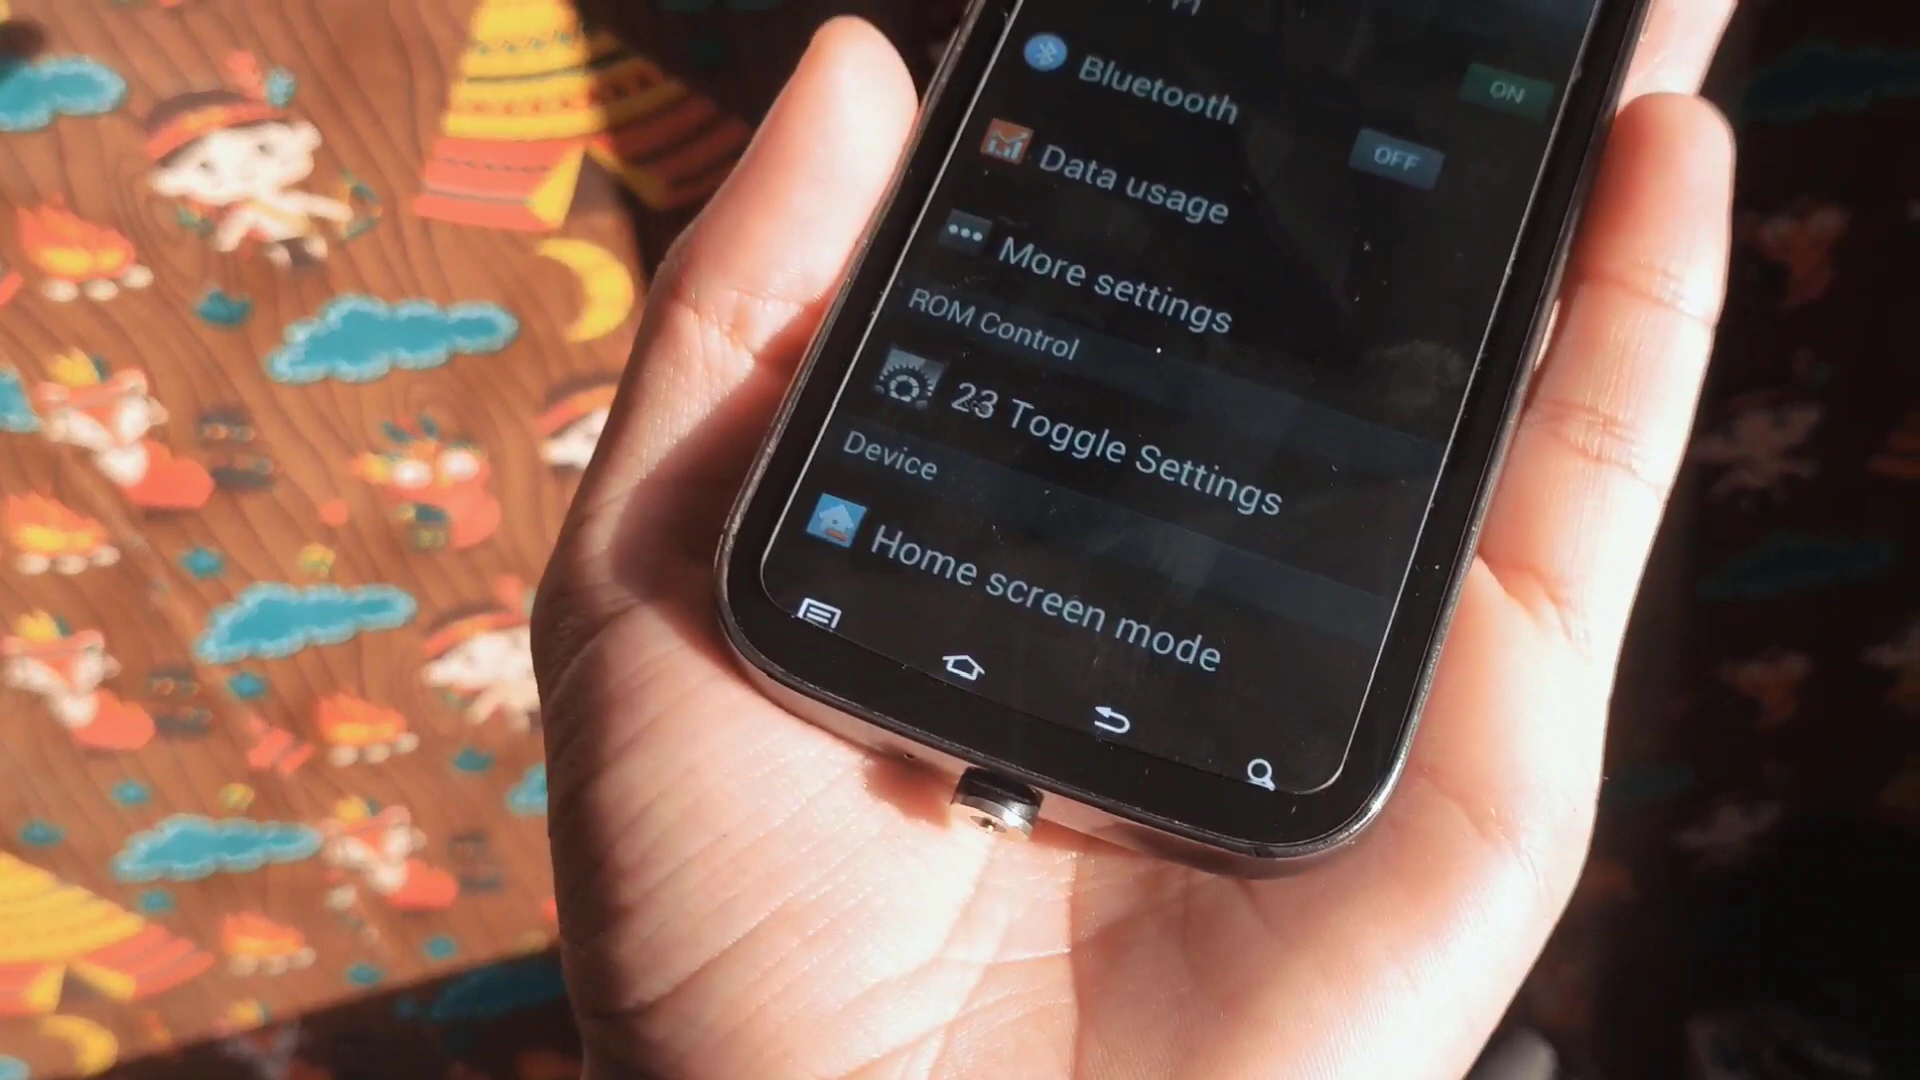 ON
Bluetooth
OFF
Data usage
More settings
ROM Control
23 Toggle Settings
Device
Home screen mode